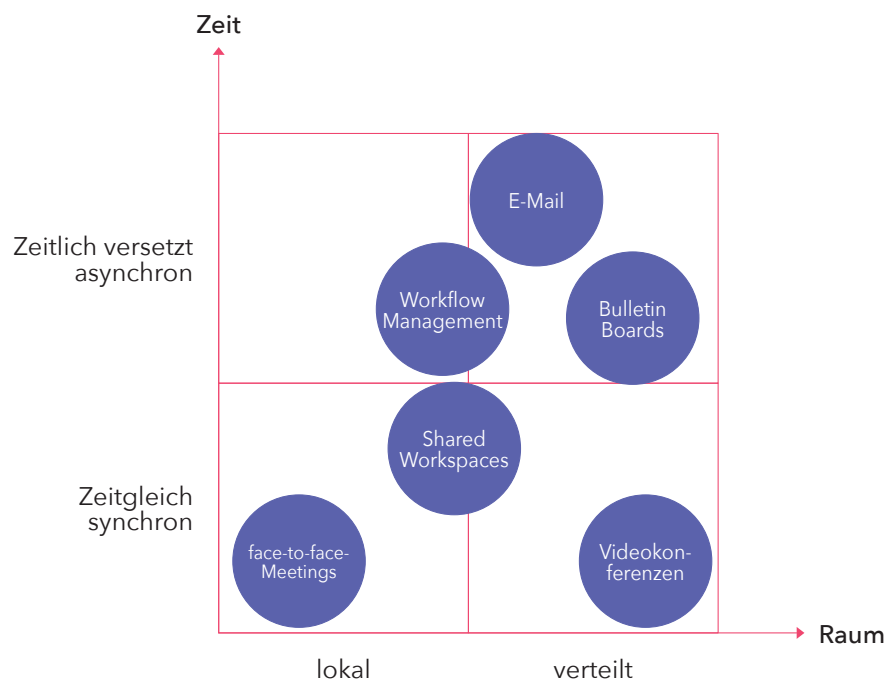 Zeit
E-Mail
Zeitlich versetzt
asynchron
Workflow
Management
Bulletin
Boards
Shared
Workspaces
Zeitgleich
synchron
face-to-face-
Meetings
Videokon-
ferenzen
Raum
lokal
verteilt